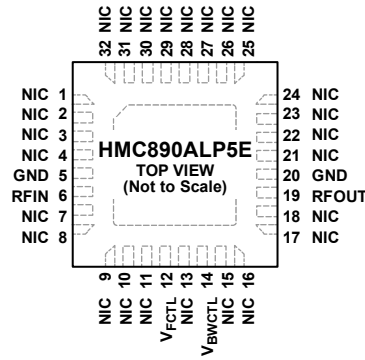 32 NIC
31 NIC
30 NIC
29 NIC
28 NIC
27 NIC
26 NIC
25 NIC
NIC 1
NIC 2
NIC 3
NIC 4
GND 5
RFIN 6
NIC 7
NIC 8
HMC890ALP5E
TOP VIEW
(Not to Scale)
24 NIC
23 NIC
22 NIC
21 NIC
20 GND
19 RFOUT
18 NIC
17 NIC
NIC 9
NIC 10
NIC 11
VFCTL 12
NIC 13
VBWCTL 14
NIC 15
NIC 16